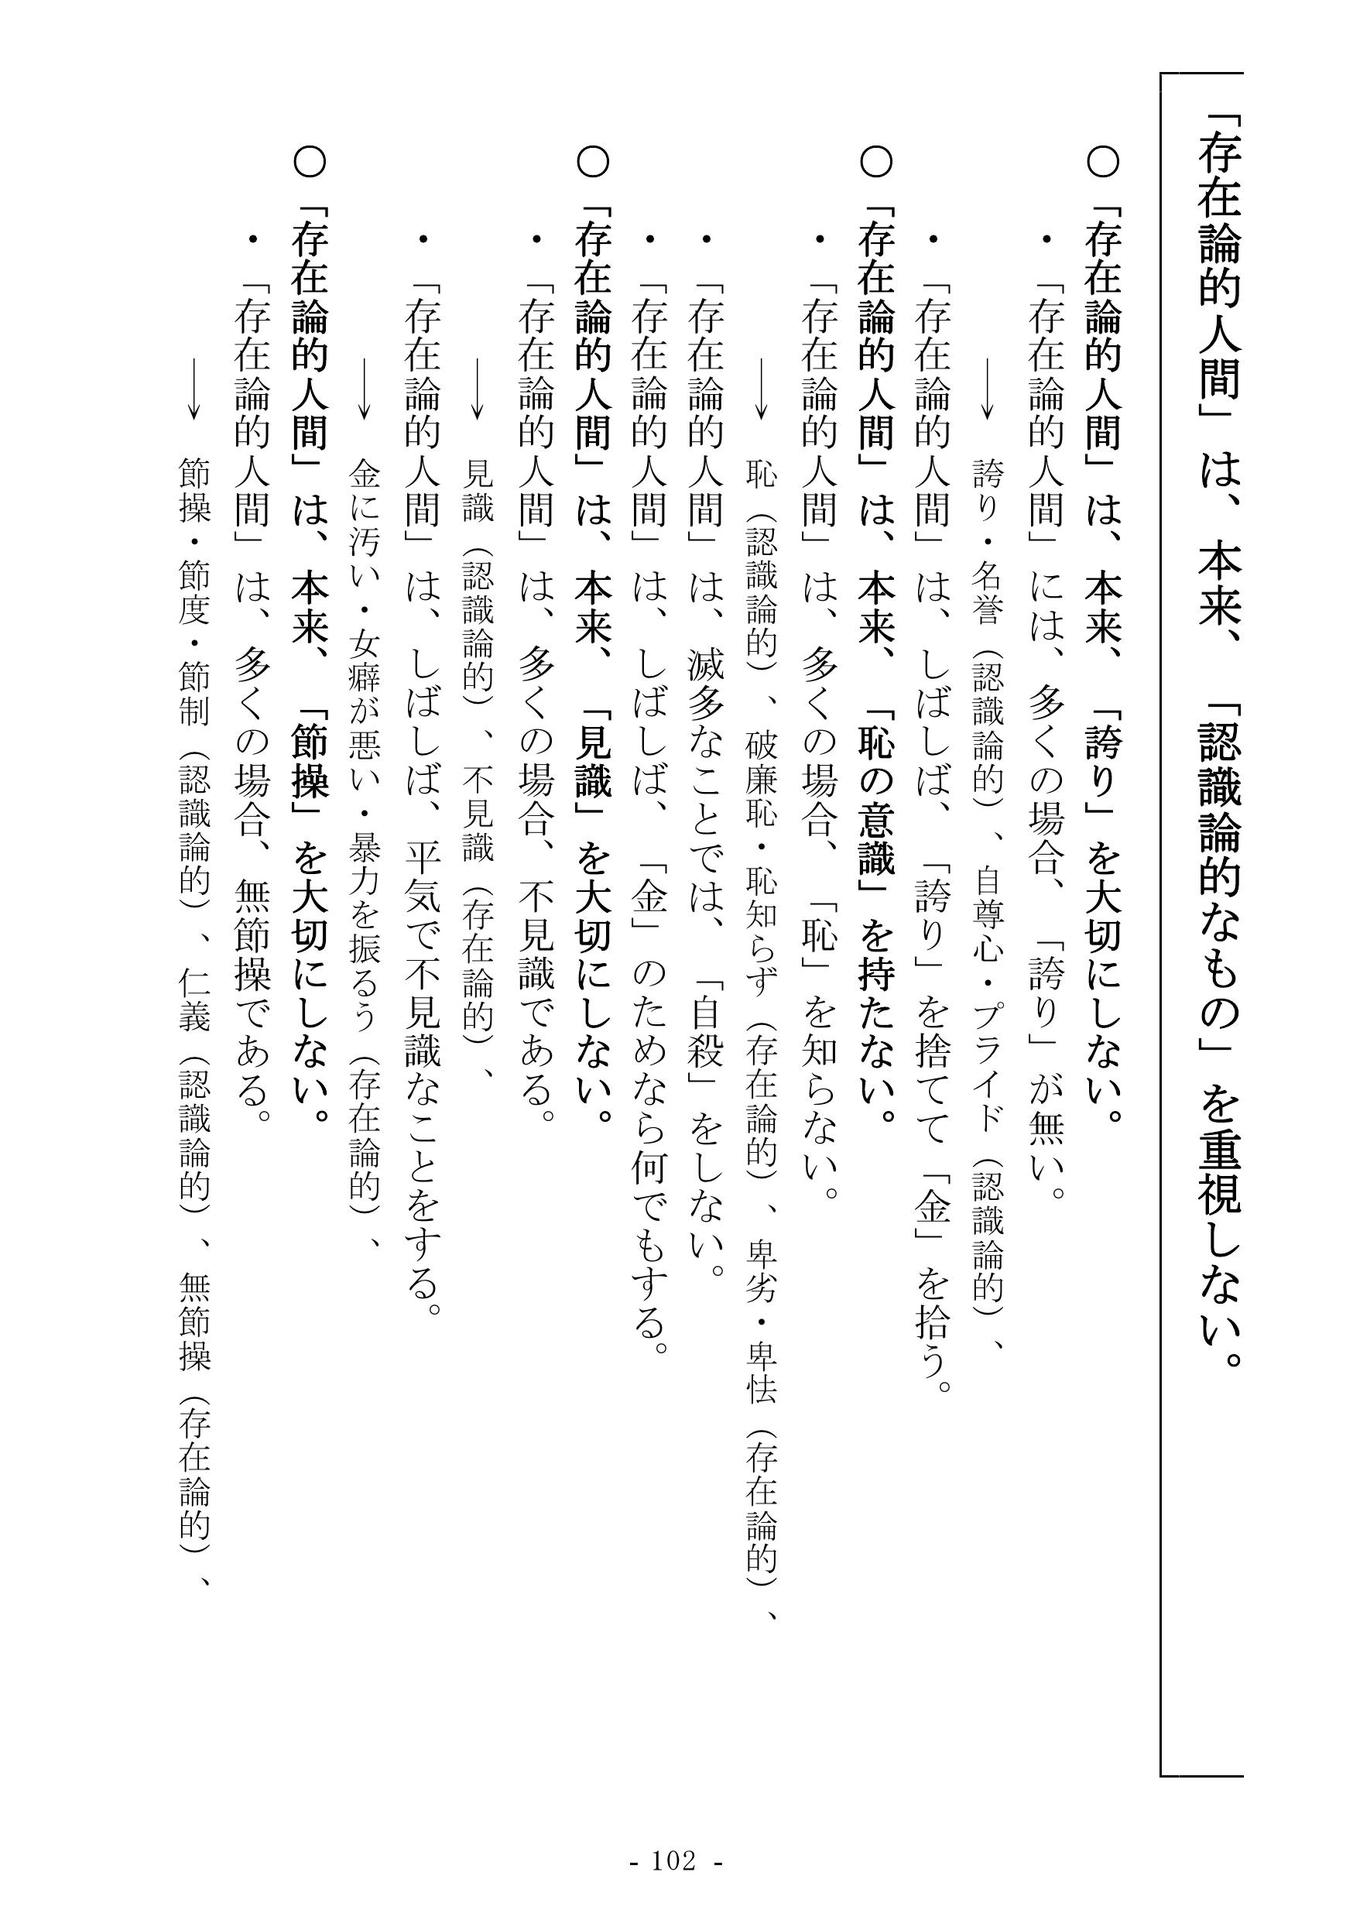 「存在論的人間」は、本来、「認識論的なもの」を重視しない。
○「存在論的人間」は、本来、「誇り」を大切にしない。
・「存在論的人間」には、多くの場合、「誇り」が無い。
→ 誇り・名誉（認識論的）、自尊心・プライド（認識論的）、
・「存在論的人間」は、しばしば、「誇り」を捨てて「金」を拾う。
○「存在論的人間」は、本来、「恥の意識」を持たない。
・「存在論的人間」は、多くの場合、「恥」を知らない。
→ 恥（認識論的）、破廉恥・恥知らず（存在論的）、卑劣・卑怯（存在論的）、
・「存在論的人間」は、滅多なことでは、「自殺」をしない。
・「存在論的人間」は、しばしば、「金」のためなら何でもする。
○「存在論的人間」は、本来、「見識」を大切にしない。
・「存在論的人間」は、多くの場合、不見識である。
→ 見識（認識論的）、不見識（存在論的）、
・「存在論的人間」は、しばしば、平気で不見識なことをする。
→ 金に汚い・女癖が悪い・暴力を振るう（存在論的）、
○「存在論的人間」は、本来、「節操」を大切にしない。
・「存在論的人間」は、多くの場合、無節操である。
→ 節操・節度・節制（認識論的）、仁義（認識論的）、無節操（存在論的）、
- 102 -